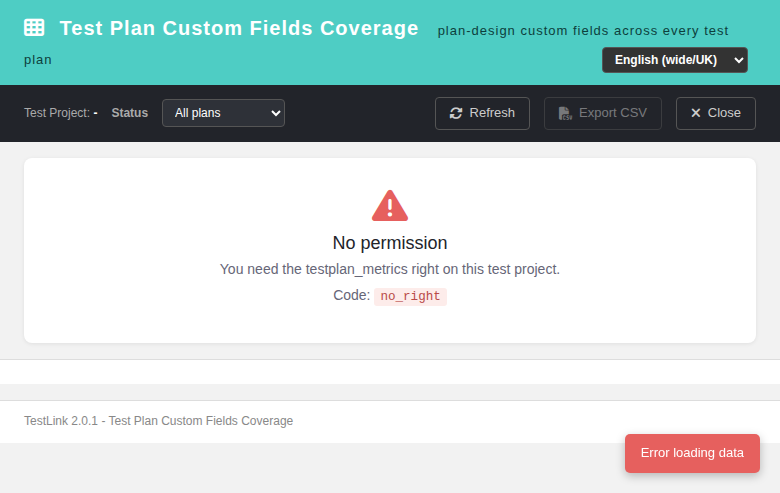 Test Plan Custom Fields Coverage plan-design custom fields across every test
plan
English (wide/UK)
Test Project: - Status All plans Refresh Export CSV Close
No permission
You need the testplan_metrics right on this test project.
Code: no_right
TestLink 2.0.1 - Test Plan Custom Fields Coverage
Error loading data